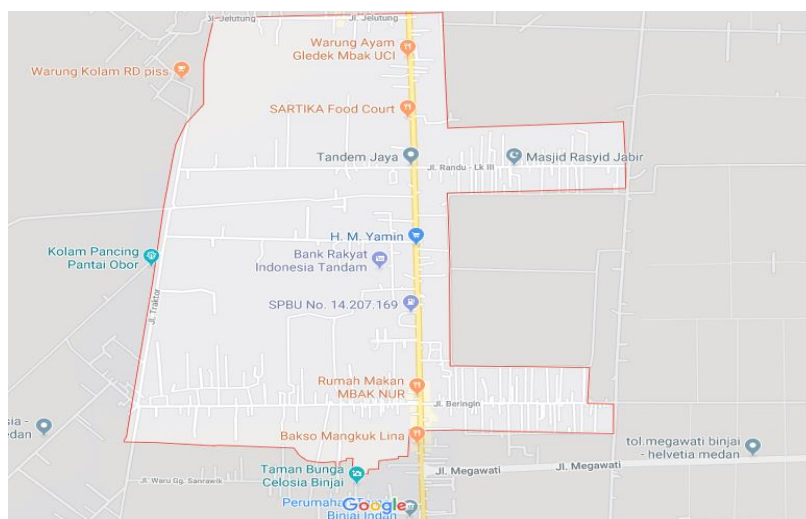 Jl. Jelutung
Jl. Jelutung
Warung Ayam
Gledek Mbak UCI
Warung Kolam RD piss
SARTIKA Food Court
Tandem Jaya
Masjid Rasyid Jabir
Jl. Randu - Lk III
H. M. Yamin
Kolam Pancing
Pantai Obor
Bank Rakyat
Indonesia Tandam
SPBU No. 14.207.169
Jl. Traktor
Rumah Makan
MBAK NUR
Jl. Beringin
sia -
medan
Bakso Mangkuk Lina
tol megawati binjai
- helvetia medan
Taman Bunga
Celosia Binjai
Jl. Megawati
Jl. Megawati
Jl. Waru Gg. Sanrawik
Perumahan
Google
Binjai Indah